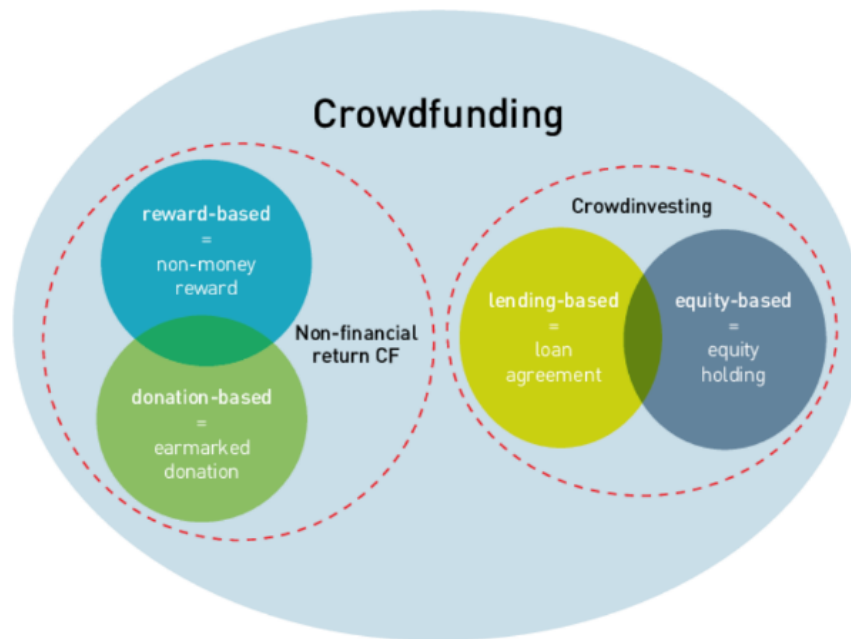 Crowdfunding
reward-based
=
non-money
reward
Non-financial
return CF
donation-based
=
earmarked
donation
Crowdinvesting
lending-based
=
loan
agreement
equity-based
=
equity
holding